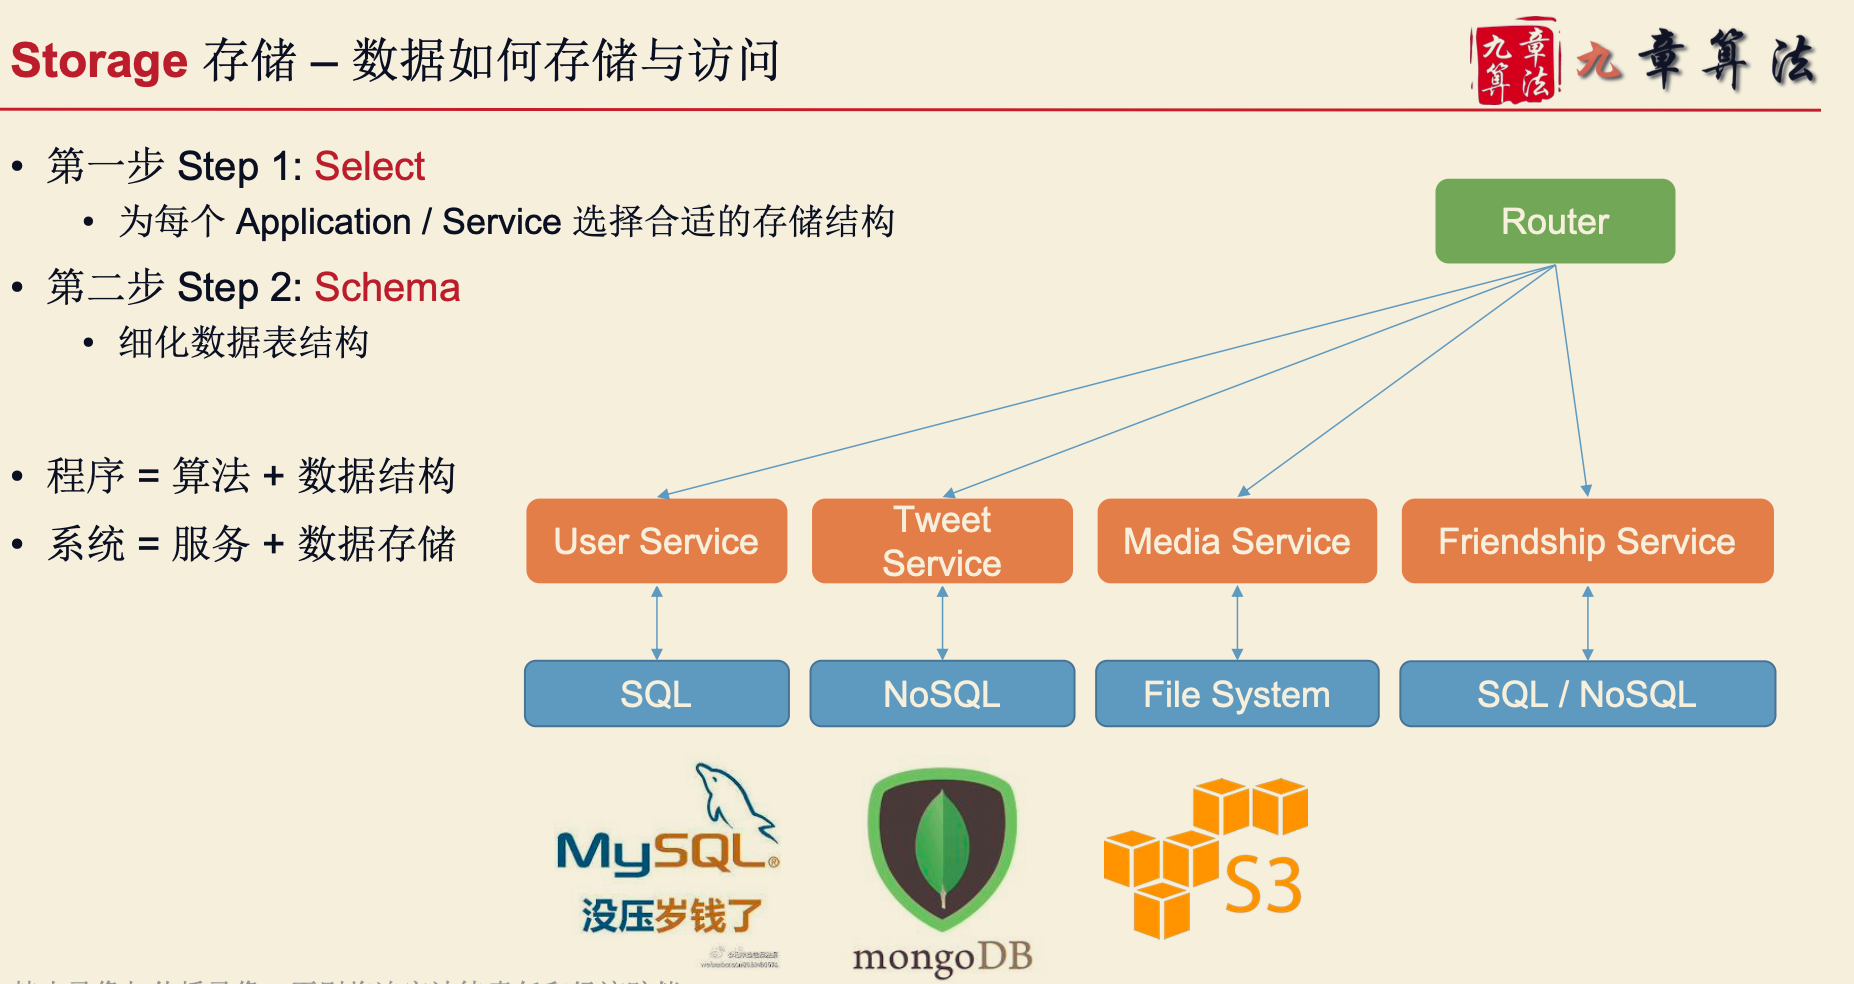 Storage 存储 – 数据如何存储与访问
九章算法
九章算法
• 第一步 Step 1: Select
• 为每个 Application / Service 选择合适的存储结构
• 第二步 Step 2: Schema
• 细化数据表结构
• 程序 = 算法 + 数据结构
• 系统 = 服务 + 数据存储
Router
User Service
Tweet
Service
Media Service
Friendship Service
SQL
NoSQL
File System
SQL / NoSQL
MySQL®
没压岁钱了
mongoDB
S3